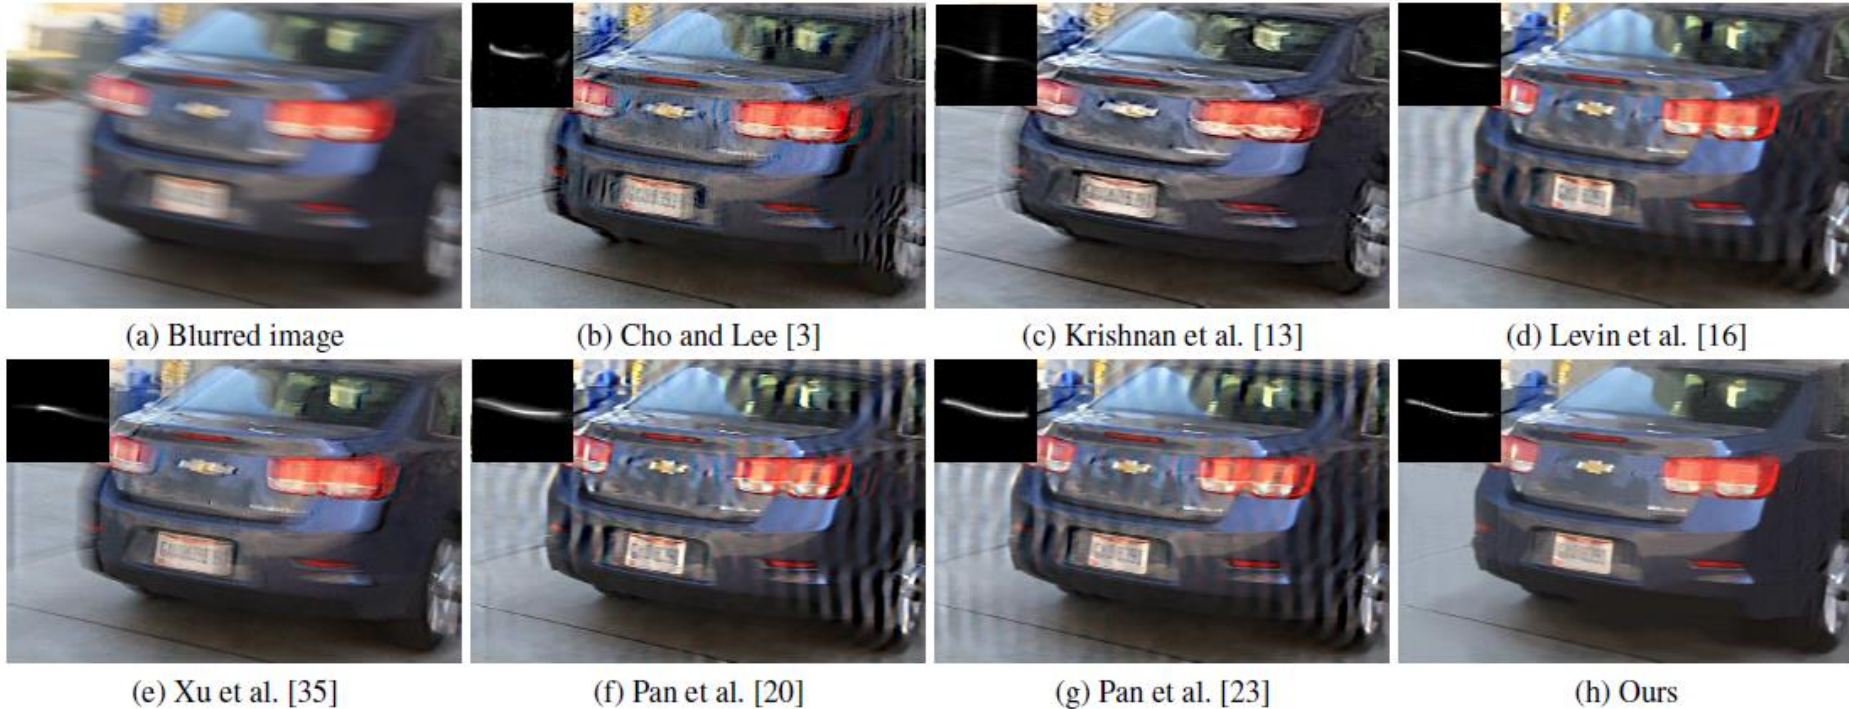 (a) Blurred image
(b) Cho and Lee [3]
(c) Krishnan et al. [13]
(d) Levin et al. [16]
(e) Xu et al. [35]
(f) Pan et al. [20]
(g) Pan et al. [23]
(h) Ours